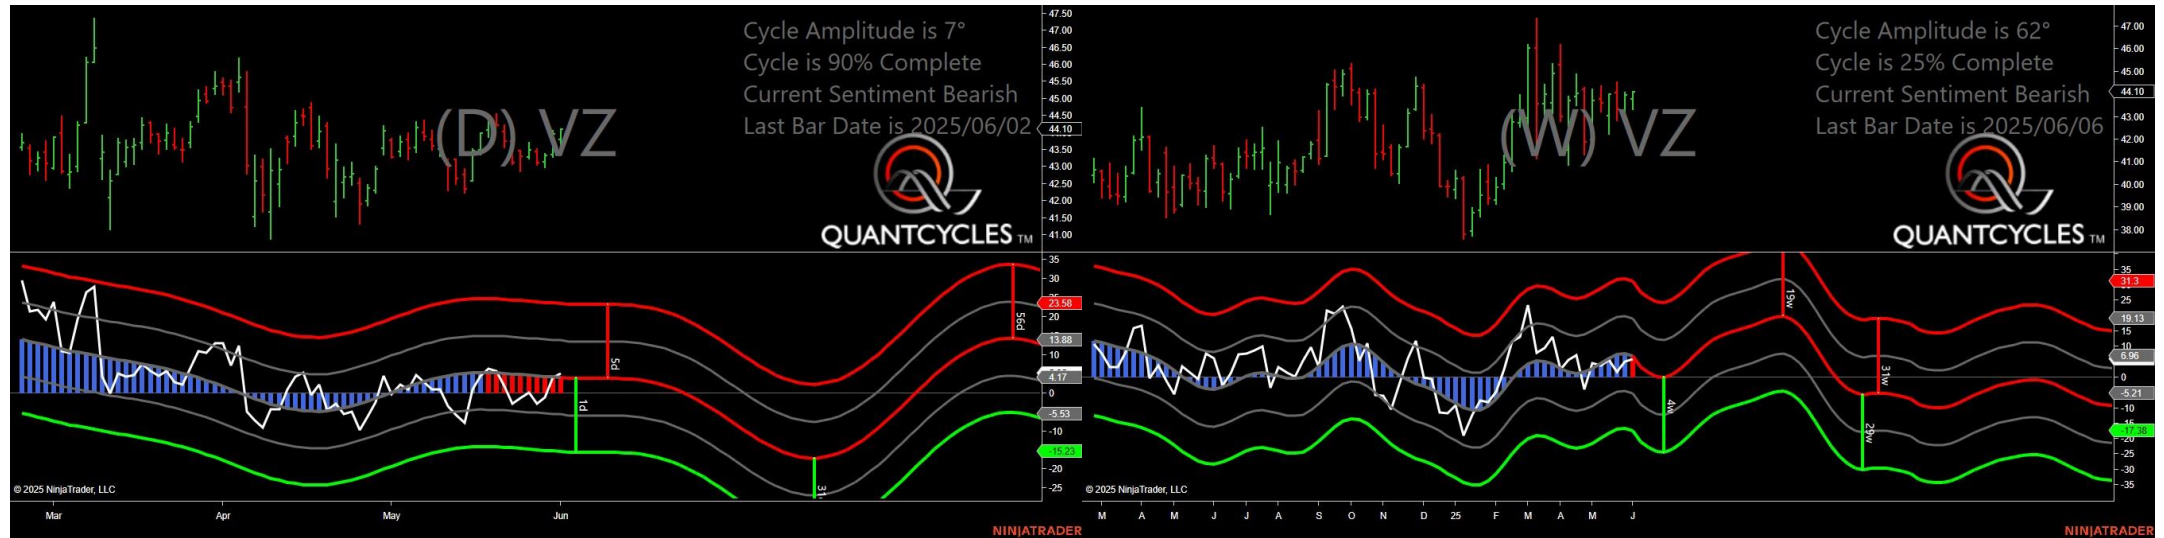 Cycle Amplitude is 7°
Cycle is 90% Complete
Current Sentiment Bearish
Last Bar Date is 2025/06/02
(D) VZ
QUANTCYCLES TM
47.50
47.00
46.50
46.00
45.50
45.00
44.50
44.10
43.50
43.00
42.50
42.00
41.50
41.00
35
30
23.58
20
13.88
10
4.17
0
-5.53
-10
-15.23
-20
-25
5d
1d
31
56d
© 2025 NinjaTrader, LLC
Mar
Apr
May
Jun
NINJATRADER
Cycle Amplitude is 62°
Cycle is 25% Complete
Current Sentiment Bearish
Last Bar Date is 2025/06/06
(W) VZ
QUANTCYCLES TM
47.00
46.00
45.00
44.10
43.00
42.00
41.00
40.00
39.00
38.00
35
31.3
25
19.13
15
10
6.96
0
-5.21
-10
-17.38
-20
-25
-30
-35
4w
19w
29w
31w
© 2025 NinjaTrader, LLC
M A M J J A S O N D 25 F M A M J
NINJATRADER